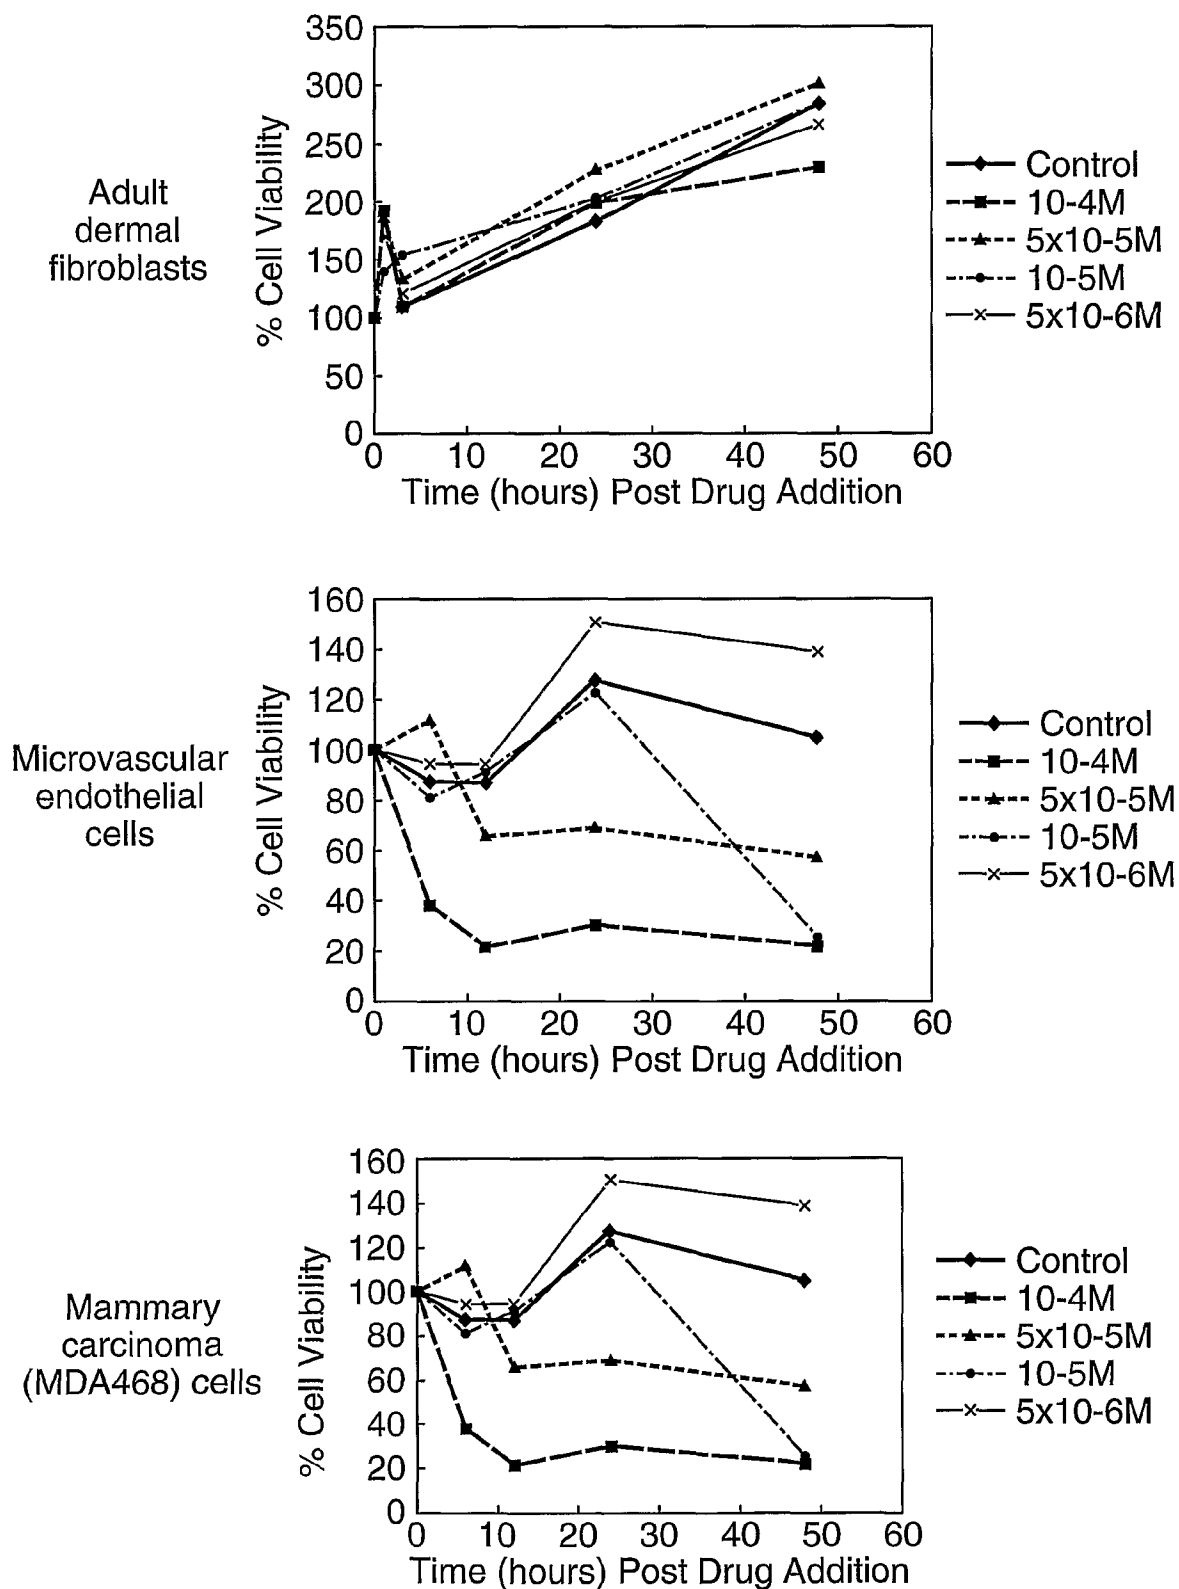 Adult
dermal
fibroblasts
% Cell Viability
350
300
250
200
150
100
50
0
0 10 20 30 40 50 60
Time (hours) Post Drug Addition
Control
10-4M
5x10-5M
10-5M
5x10-6M
Microvascular
endothelial
cells
% Cell Viability
160
140
120
100
80
60
40
20
0
0 10 20 30 40 50 60
Time (hours) Post Drug Addition
Control
10-4M
5x10-5M
10-5M
5x10-6M
Mammary
carcinoma
(MDA468) cells
% Cell Viability
160
140
120
100
80
60
40
20
0
0 10 20 30 40 50 60
Time (hours) Post Drug Addition
Control
10-4M
5x10-5M
10-5M
5x10-6M